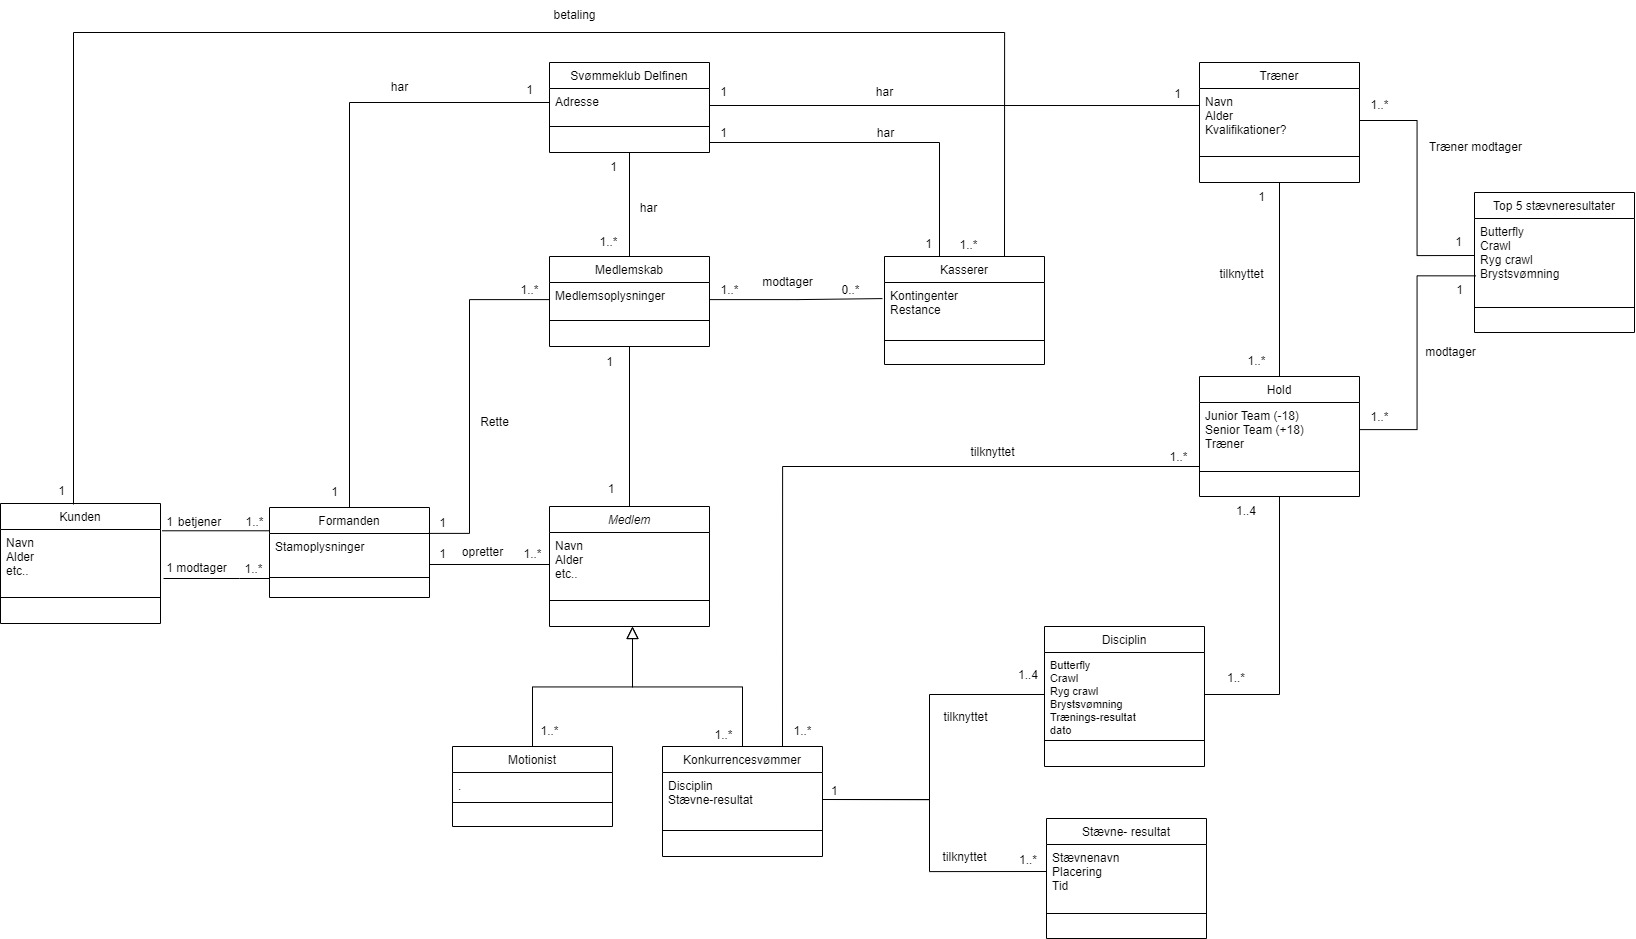 betaling
Svømmeklub Delfinen
Adresse
har
1
1
har
1
1
har
1
har
1..*
1
1..*
Træner
Navn
Alder
Kvalifikationer?
1..*
Træner modtager
1
tilknyttet
1..*
Top 5 stævneresultater
Butterfly
Crawl
Ryg crawl
Brystsvømning
1
1
modtager
1..*
Medlemskab
Medlemsoplysninger
1..*
1..*
modtager
0..*
Kasserer
Kontingenter
Restance
1
Rette
Hold
Junior Team (-18)
Senior Team (+18)
Træner
tilknyttet
1..*
1..4
1
1
1
Kunden
Navn
Alder
etc..
1 betjener
1..*
1 modtager
1..*
Formanden
Stamoplysninger
1
1
opretter
1..*
Medlem
Navn
Alder
etc..
1..*
1..*
1..*
Motionist
.
Konkurrencesvømmer
Disciplin
Stævne-resultat
1
tilknyttet
1..4
Disciplin
Butterfly
Crawl
Ryg crawl
Brystsvømning
Trænings-resultat
dato
1..*
tilknyttet
1..*
Stævne- resultat
Stævnenavn
Placering
Tid